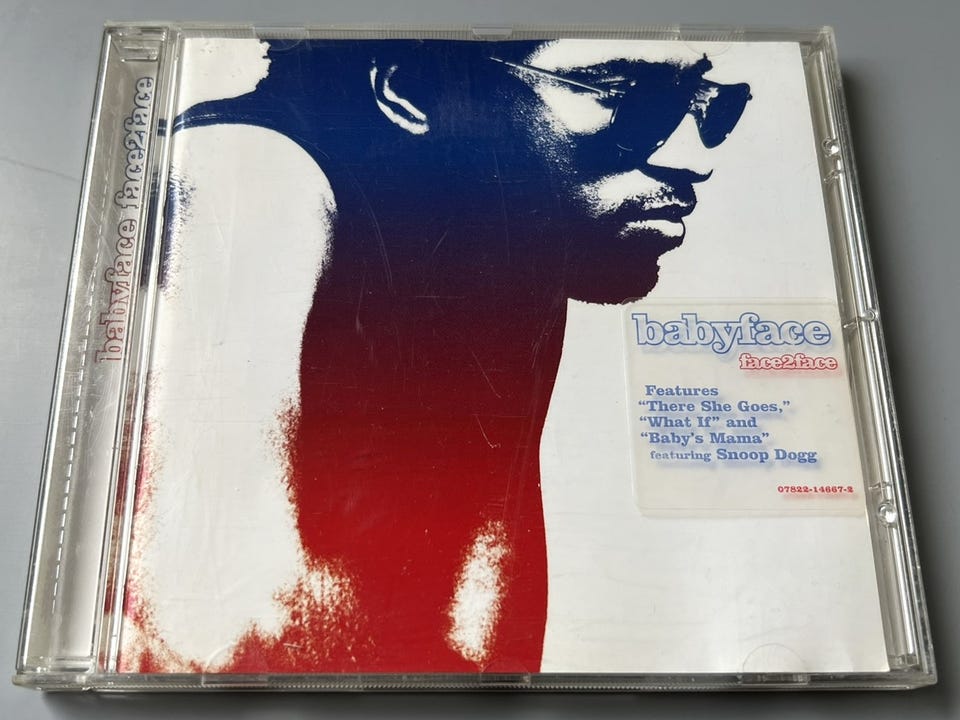 babyface face2face
babyface
face2face
Features
“There She Goes,”
“What If” and
“Baby's Mama”
featuring Snoop Dogg
07822-14667-2